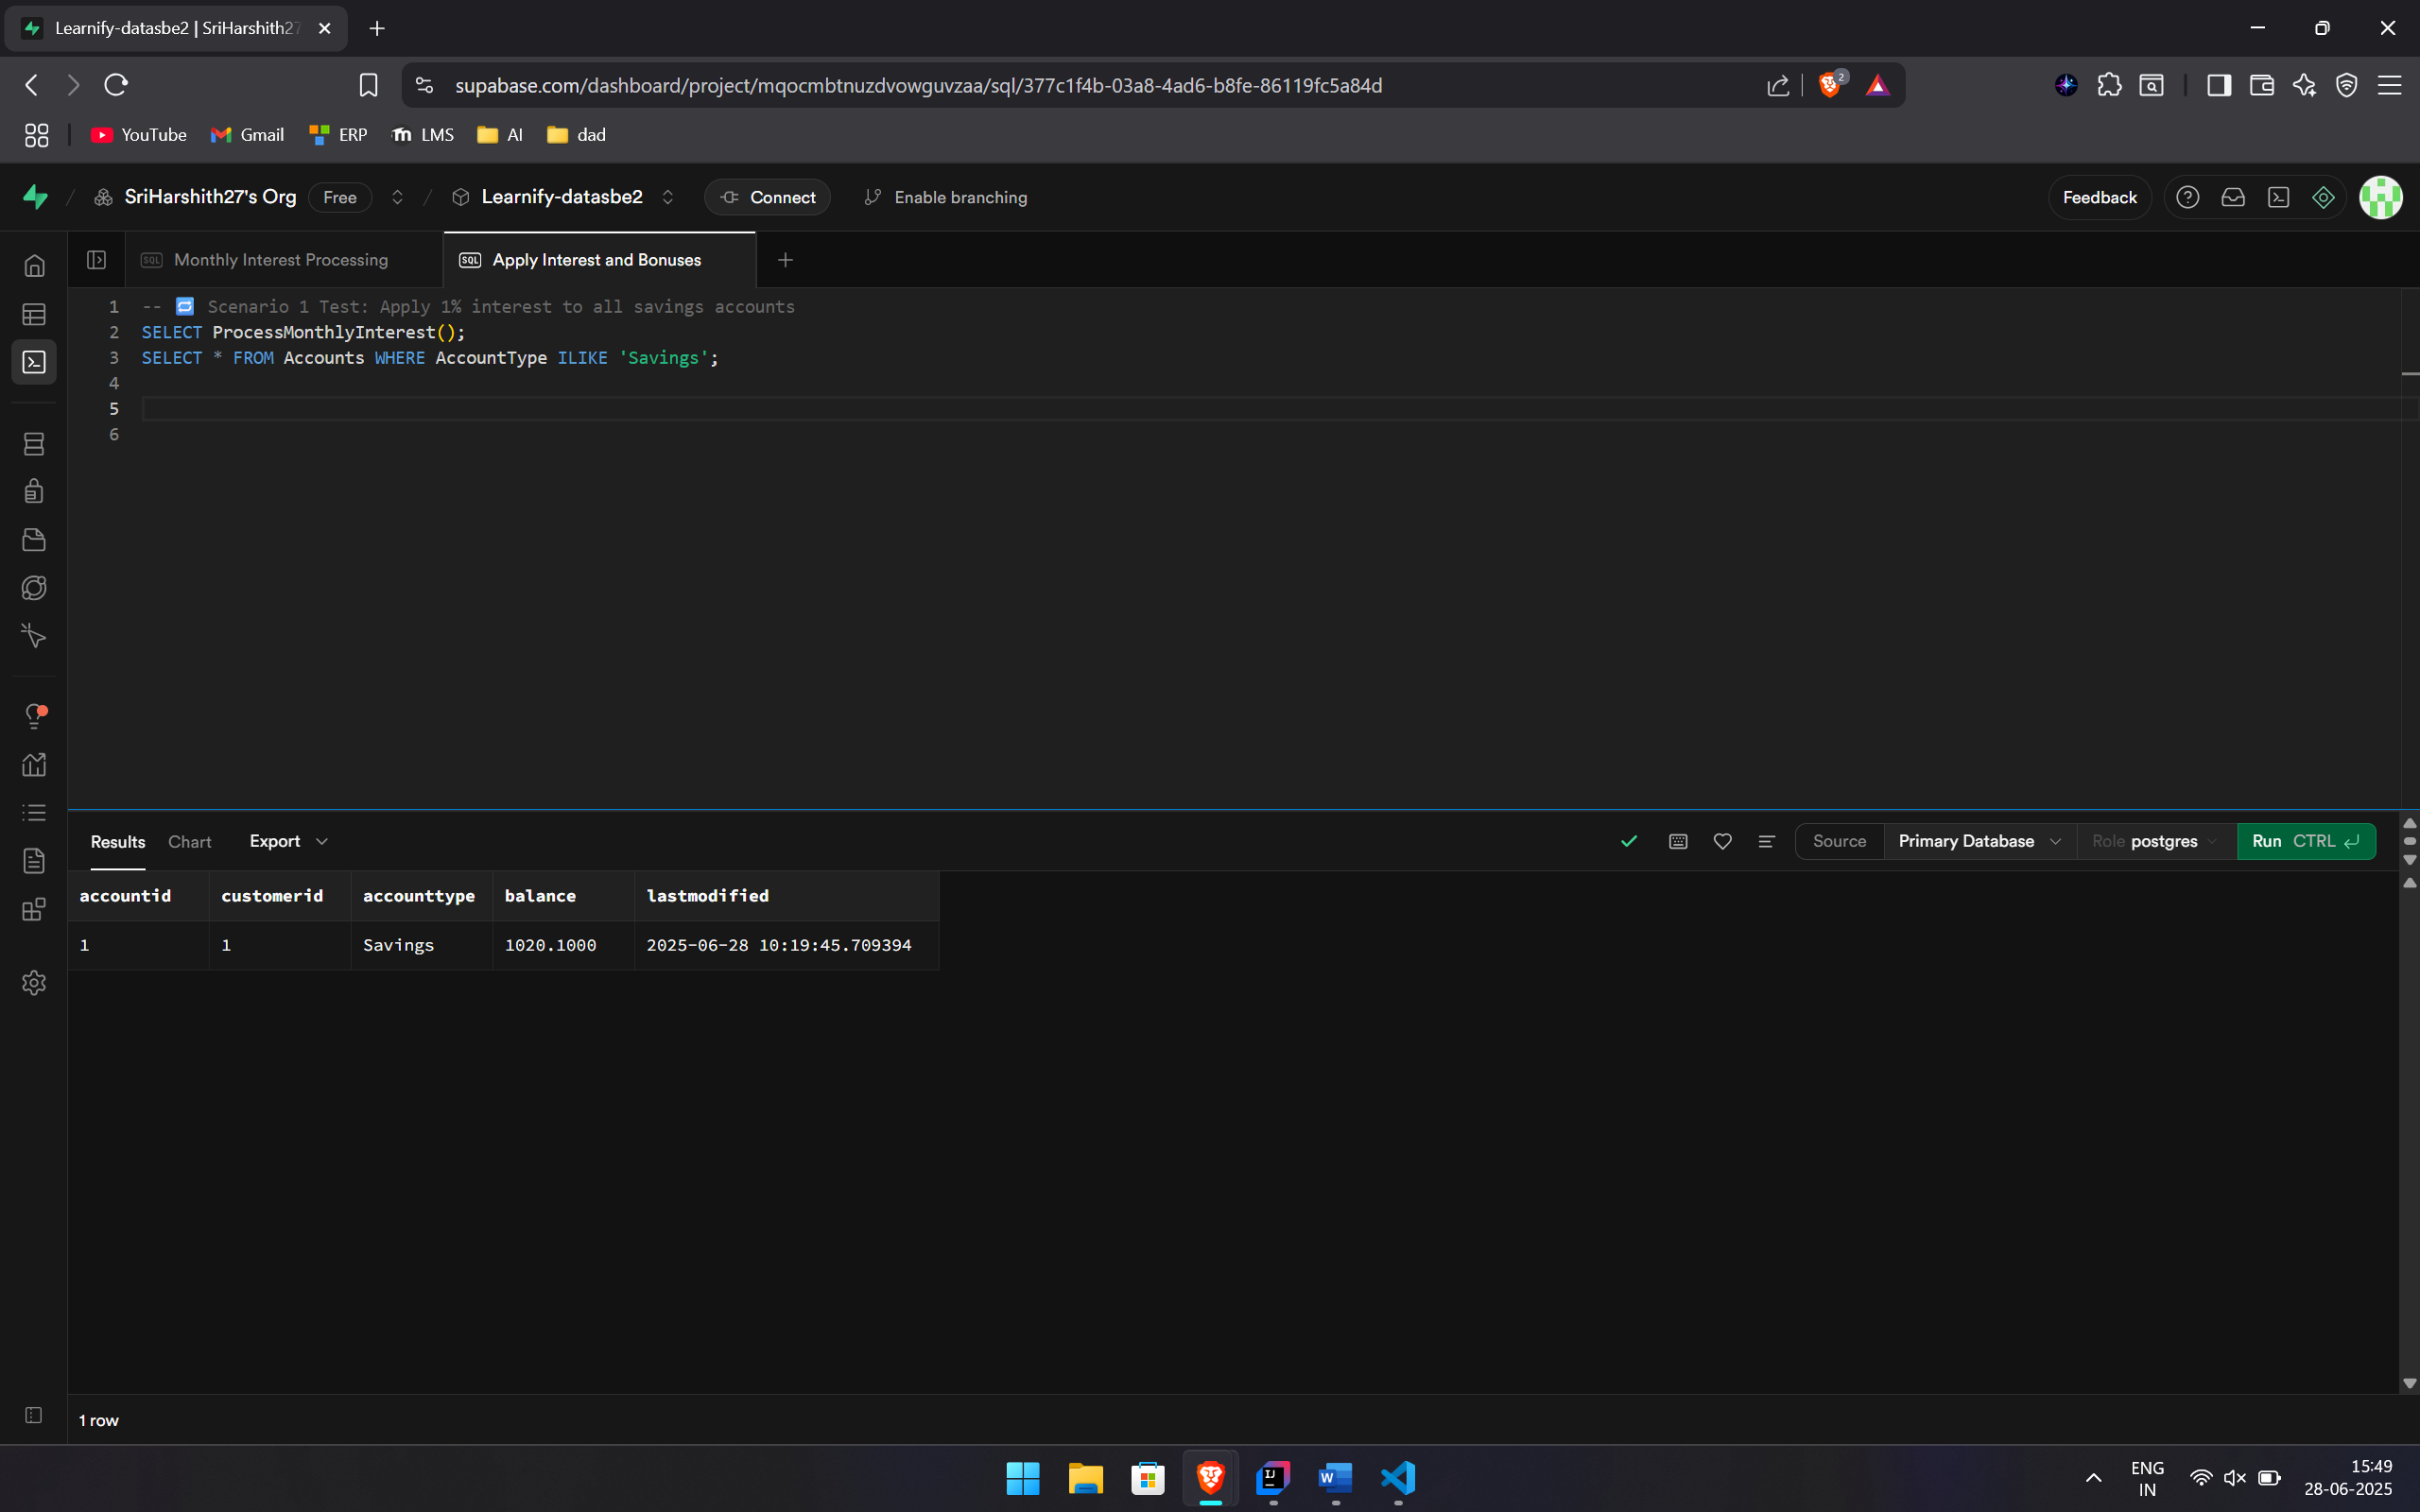 Learnify-datasbe2 | SriHarshith27
supabase.com/dashboard/project/mqocmbtnuzdvowguvzaa/sql/377c1f4b-03a8-4ad6-b8fe-86119fc5a84d
2
YouTube Gmail ERP LMS AI dad
SriHarshith27's Org Free Learnify-datasbe2 Connect Enable branching Feedback
SQL Monthly Interest Processing SQL Apply Interest and Bonuses
1 -- 🔁 Scenario 1 Test: Apply 1% interest to all savings accounts
2 SELECT ProcessMonthlyInterest();
3 SELECT * FROM Accounts WHERE AccountType ILIKE 'Savings';
4
5
6
Results Chart Export Source Primary Database Role postgres Run CTRL
accountid customerid accounttype balance lastmodified
1 1 Savings 1020.1000 2025-06-28 10:19:45.709394
1 row
ENG 15:49
IN 28-06-2025